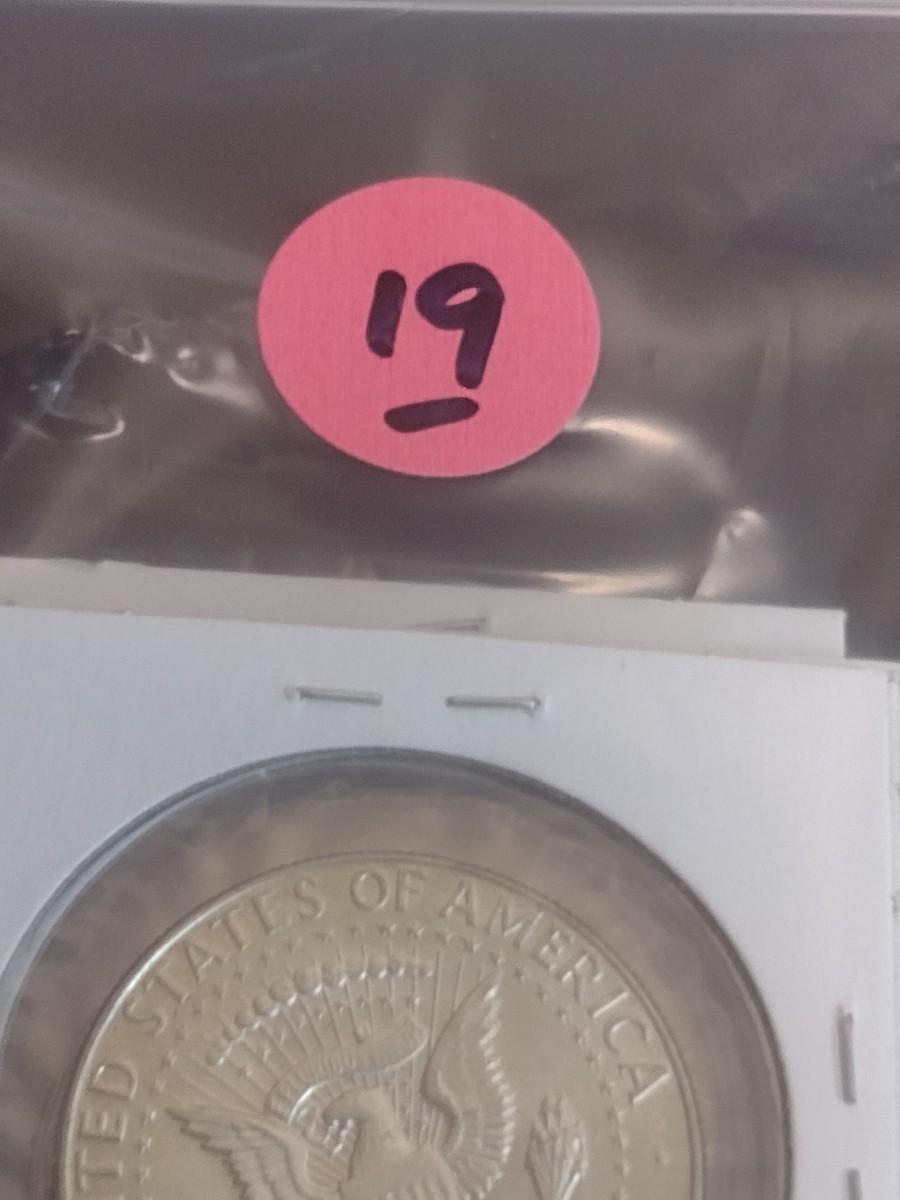 19
UNITED STATES OF AMERICA